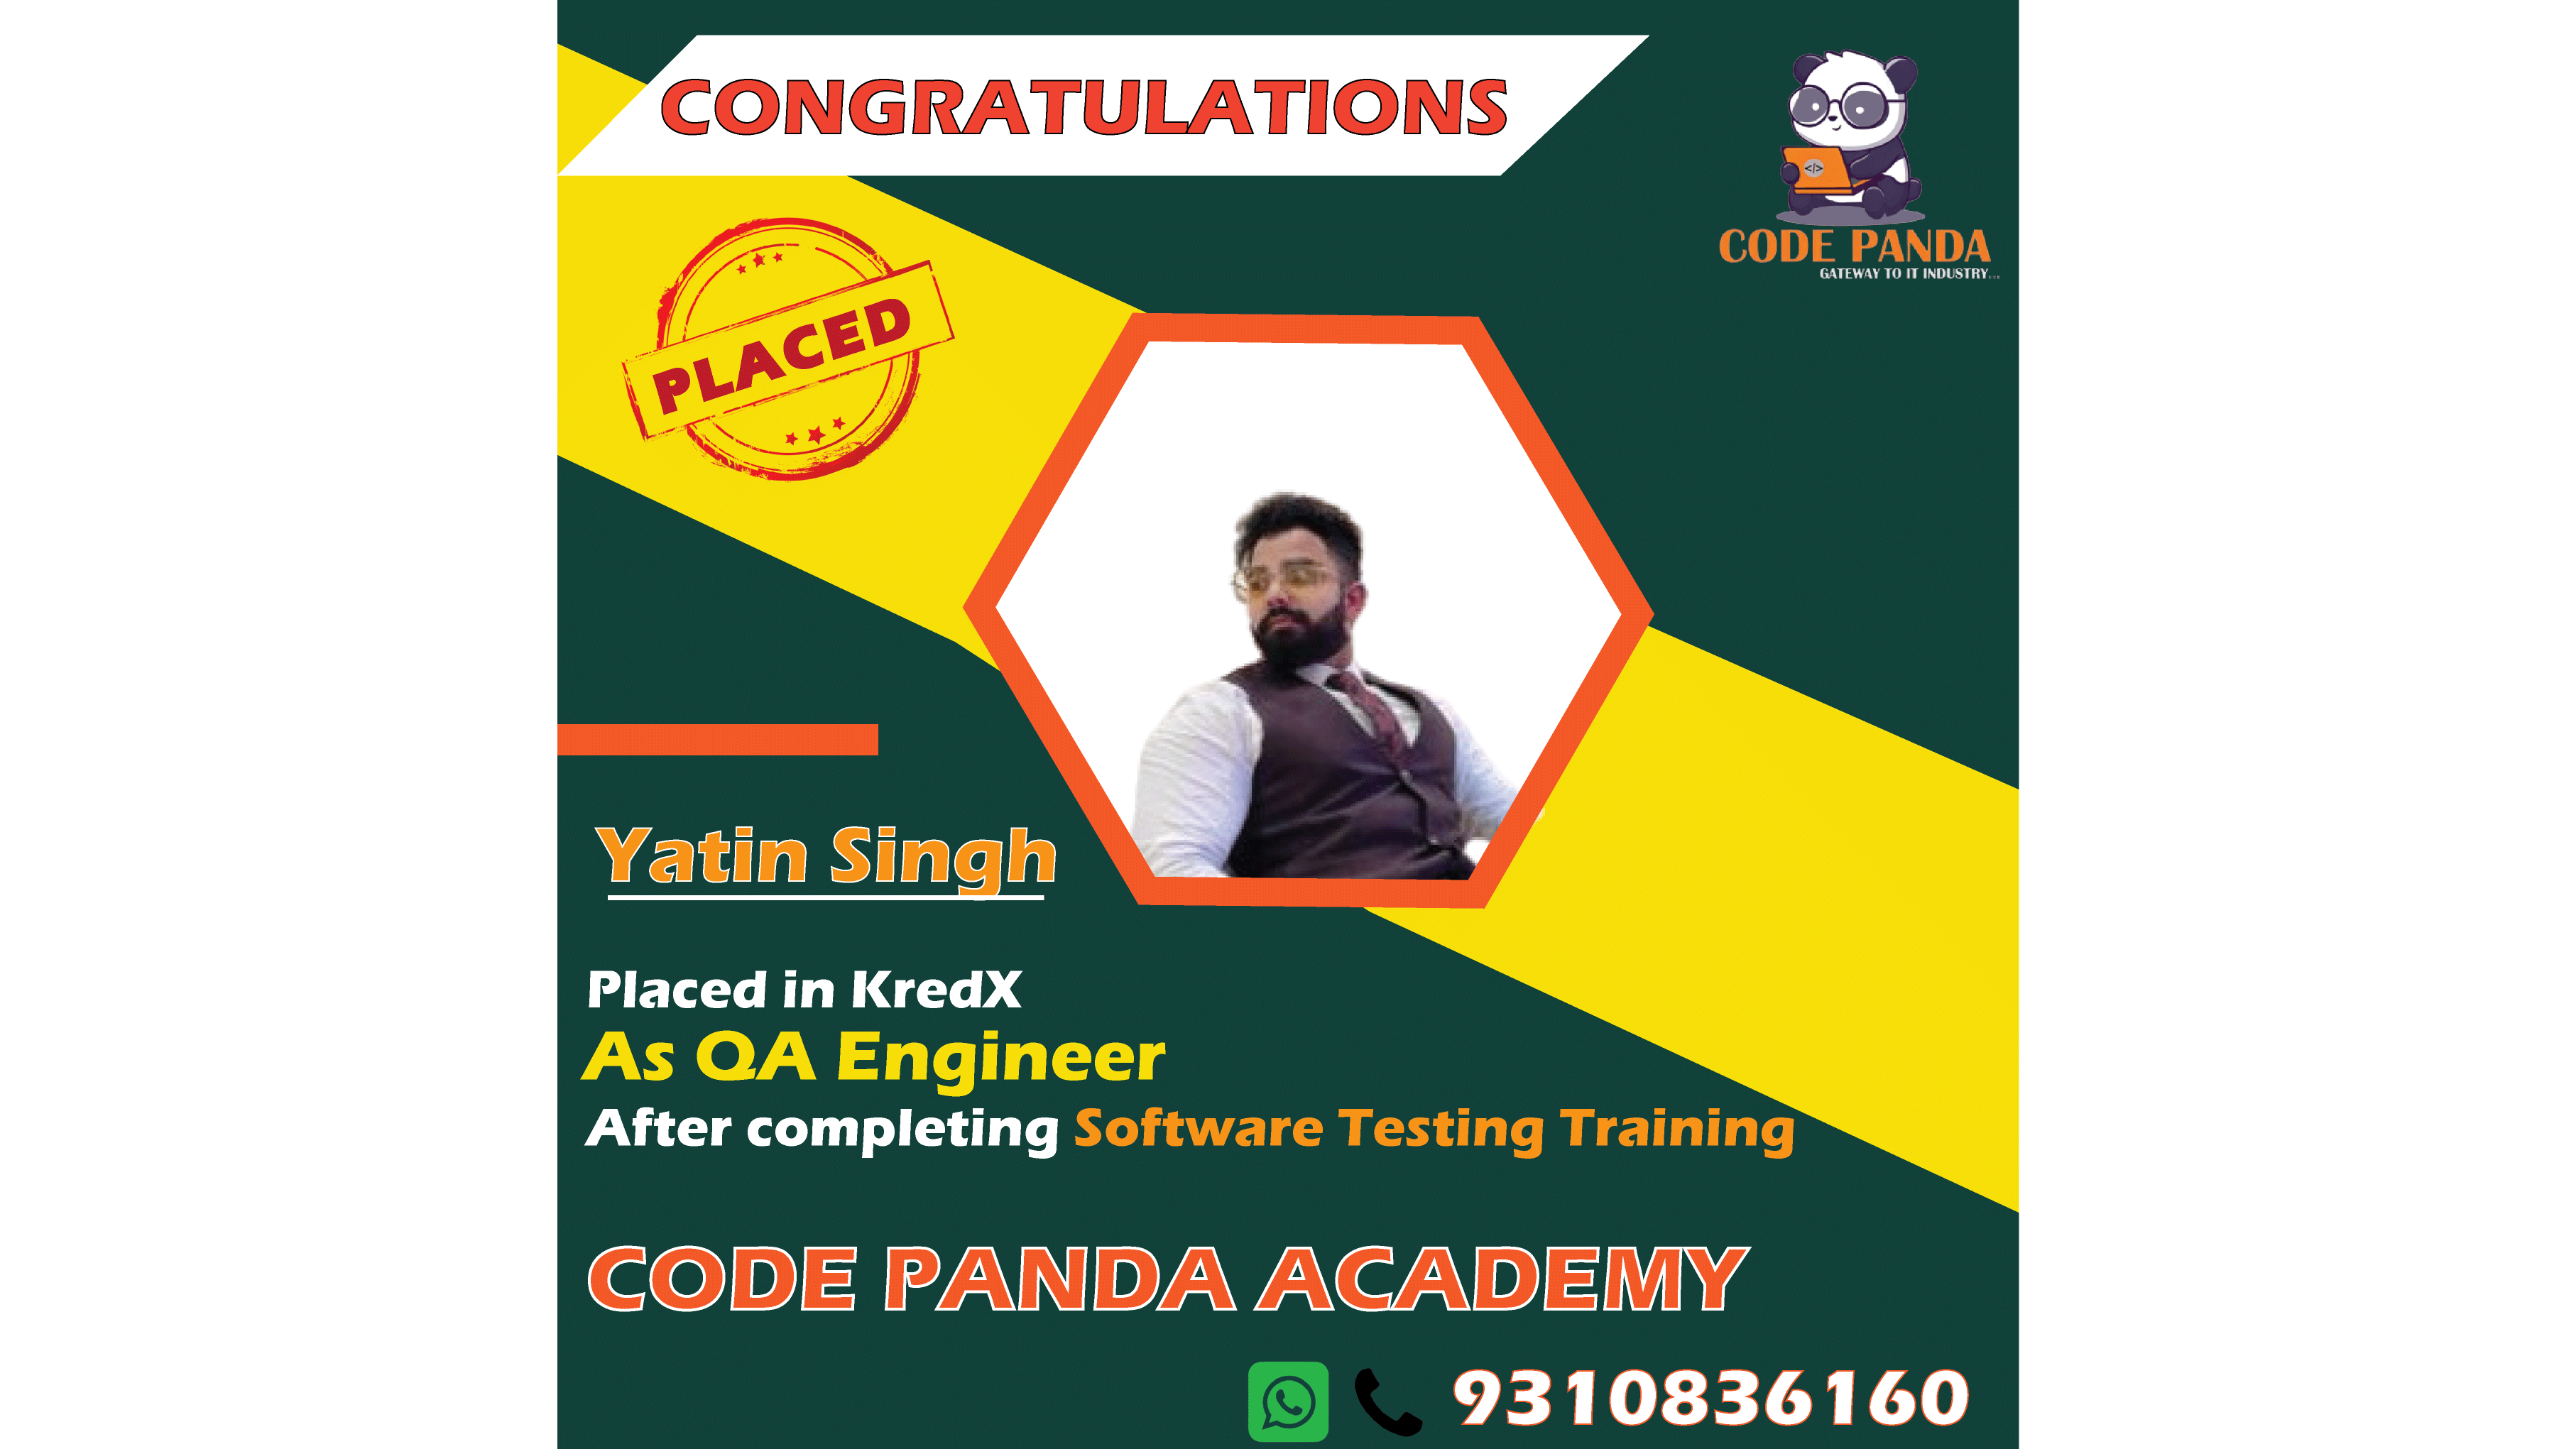 CONGRATULATIONS
</>
CODE PANDA
GATEWAY TO IT INDUSTRY...
PLACED
Yatin Singh
Placed in KredX
As QA Engineer
After completing Software Testing Training
CODE PANDA ACADEMY
9310836160